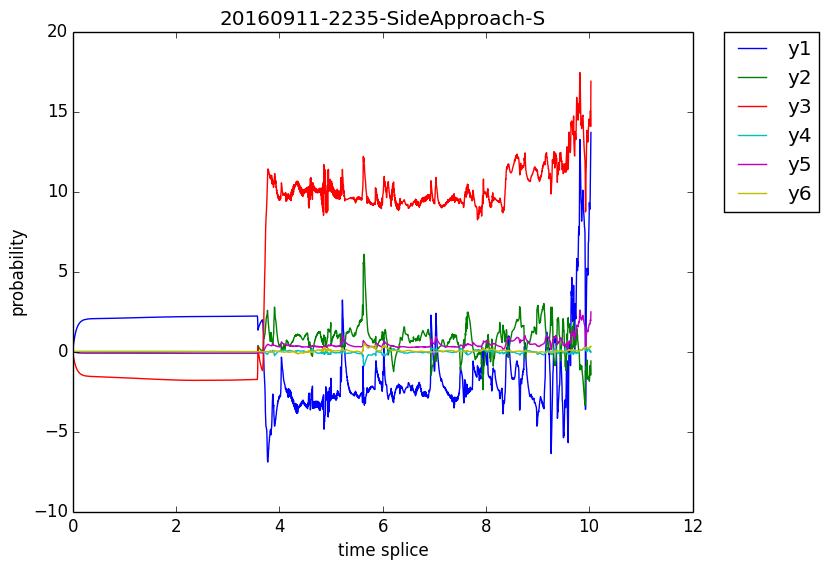 20160911-2235-SideApproach-S
20
15
10
5
0
−5
−10
0 2 4 6 8 10 12
probability
time splice
y1
y2
y3
y4
y5
y6